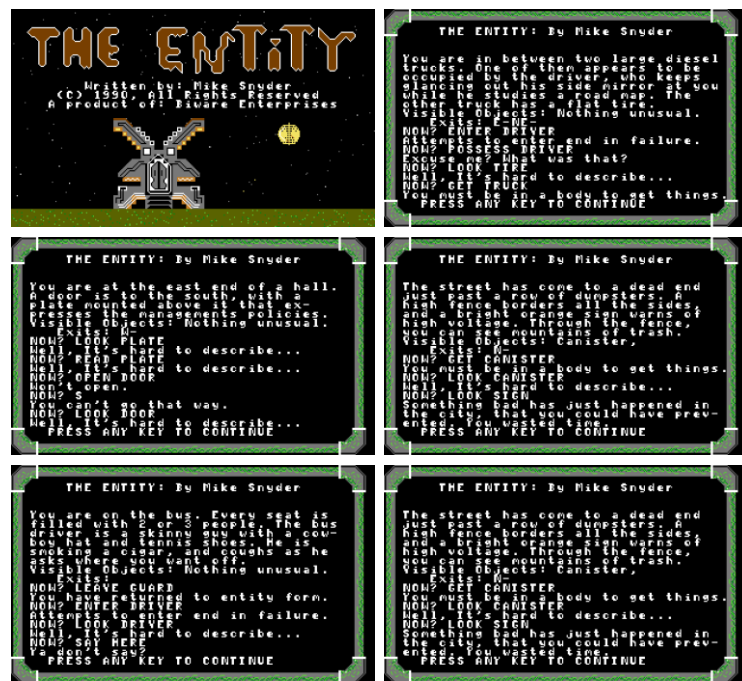 THE ENTITY
Written by: Mike Snyder
(C) 1990, All Rights Reserved
A product of: Biware Enterprises
THE ENTITY: By Mike Snyder
You are in between two large diesel
trucks. One of them appears to be
occupied by the driver, who keeps
glancing out his side mirror at you
while he studies a road map. The
other truck has a flat tire.
Visible Objects: Nothing unusual.
Exits: E-NE-
NOW? ENTER DRIVER
Attempts to enter end in failure.
NOW? POSSESS DRIVER
Excuse me? What was that?
NOW? LOOK TIRE
Well, It's hard to describe...
NOW? GET TRUCK
You must be in a body to get things.
PRESS ANY KEY TO CONTINUE
THE ENTITY: By Mike Snyder
You are at the east end of a hall.
A door is to the south, with a
plate mounted above it that ex-
presses the managements policies.
Visible Objects: Nothing unusual.
Exits: W-
NOW? LOOK PLATE
Well, It's hard to describe...
NOW? READ PLATE
Well, It's hard to describe...
NOW? OPEN DOOR
Won't open.
NOW? S
You can't go that way.
NOW? LOOK DOOR
Well, It's hard to describe...
PRESS ANY KEY TO CONTINUE
THE ENTITY: By Mike Snyder
The street has come to a dead end
just past a row of dumpsters. A
high fence borders all the sides,
and a bright orange sign warns of
high voltage. Through the fence,
you can see mountains of trash.
Visible Objects: Canister,
Exits: N-
NOW? GET CANISTER
You must be in a body to get things.
NOW? LOOK CANISTER
Well, It's hard to describe...
NOW? LOOK SIGN
Something bad has just happened in
the city, that you could have prev-
ented. You wasted time.
PRESS ANY KEY TO CONTINUE
THE ENTITY: By Mike Snyder
You are on the bus. Every seat is
filled with 2 or 3 people. The bus
driver is a skinny guy with a cow-
boy hat and tennis shoes. He is
smoking a cigar, and coughs as he
asks where you want off.
Visible Objects: Nothing unusual.
Exits:
NOW? LEAVE GUARD
You have returned to entity form.
NOW? ENTER DRIVER
Attempts to enter end in failure.
NOW? LOOK DRIVER
Well, It's hard to describe...
NOW? SAY HERE
Ya don't say?
PRESS ANY KEY TO CONTINUE
THE ENTITY: By Mike Snyder
The street has come to a dead end
just past a row of dumpsters. A
high fence borders all the sides,
and a bright orange sign warns of
high voltage. Through the fence,
you can see mountains of trash.
Visible Objects: Canister,
Exits: N-
NOW? GET CANISTER
You must be in a body to get things.
NOW? LOOK CANISTER
Well, It's hard to describe...
NOW? LOOK SIGN
Something bad has just happened in
the city, that you could have prev-
ented. You wasted time.
PRESS ANY KEY TO CONTINUE